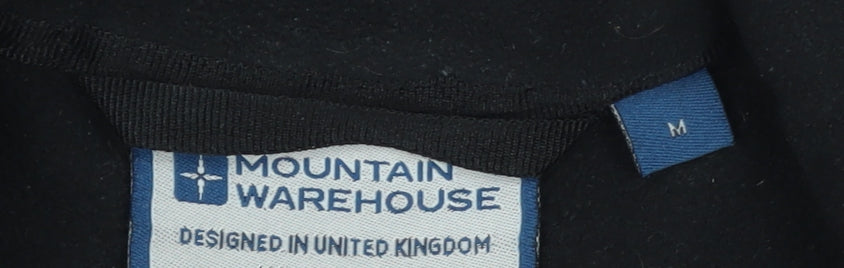 MOUNTAIN
WAREHOUSE
DESIGNED IN UNITED KINGDOM
M